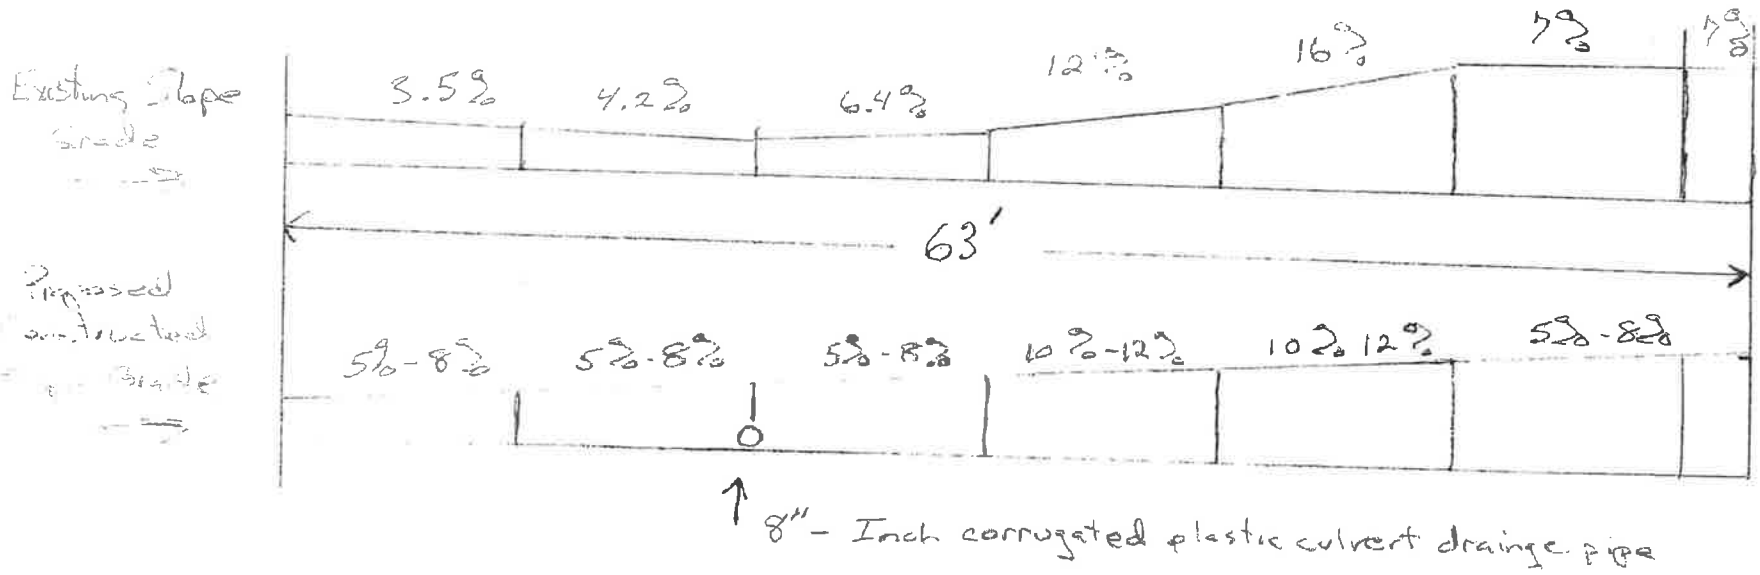 Existing Slope
Grade
3.5% 4.2% 6.4% 12% 16% 7% 7%
63'
Proposed
constructed
Grade
5%-8% 5%-8% 5%-8% 10%-12% 10% 12% 5%-8%
8"- Inch corrugated plastic culvert drainge pipe